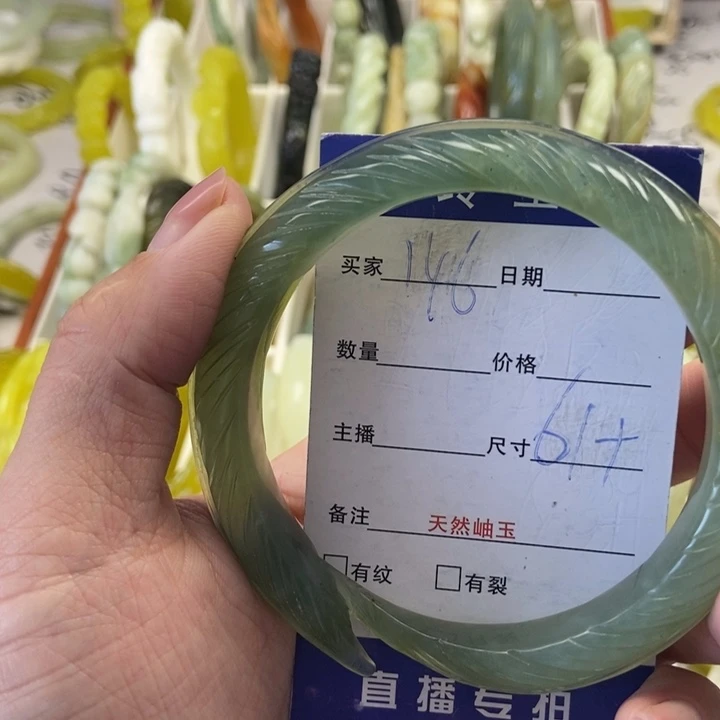 买家 146 日期
数量 价格
主播 尺寸 61+
备注 天然岫玉
□有纹 □有裂
直播专拍